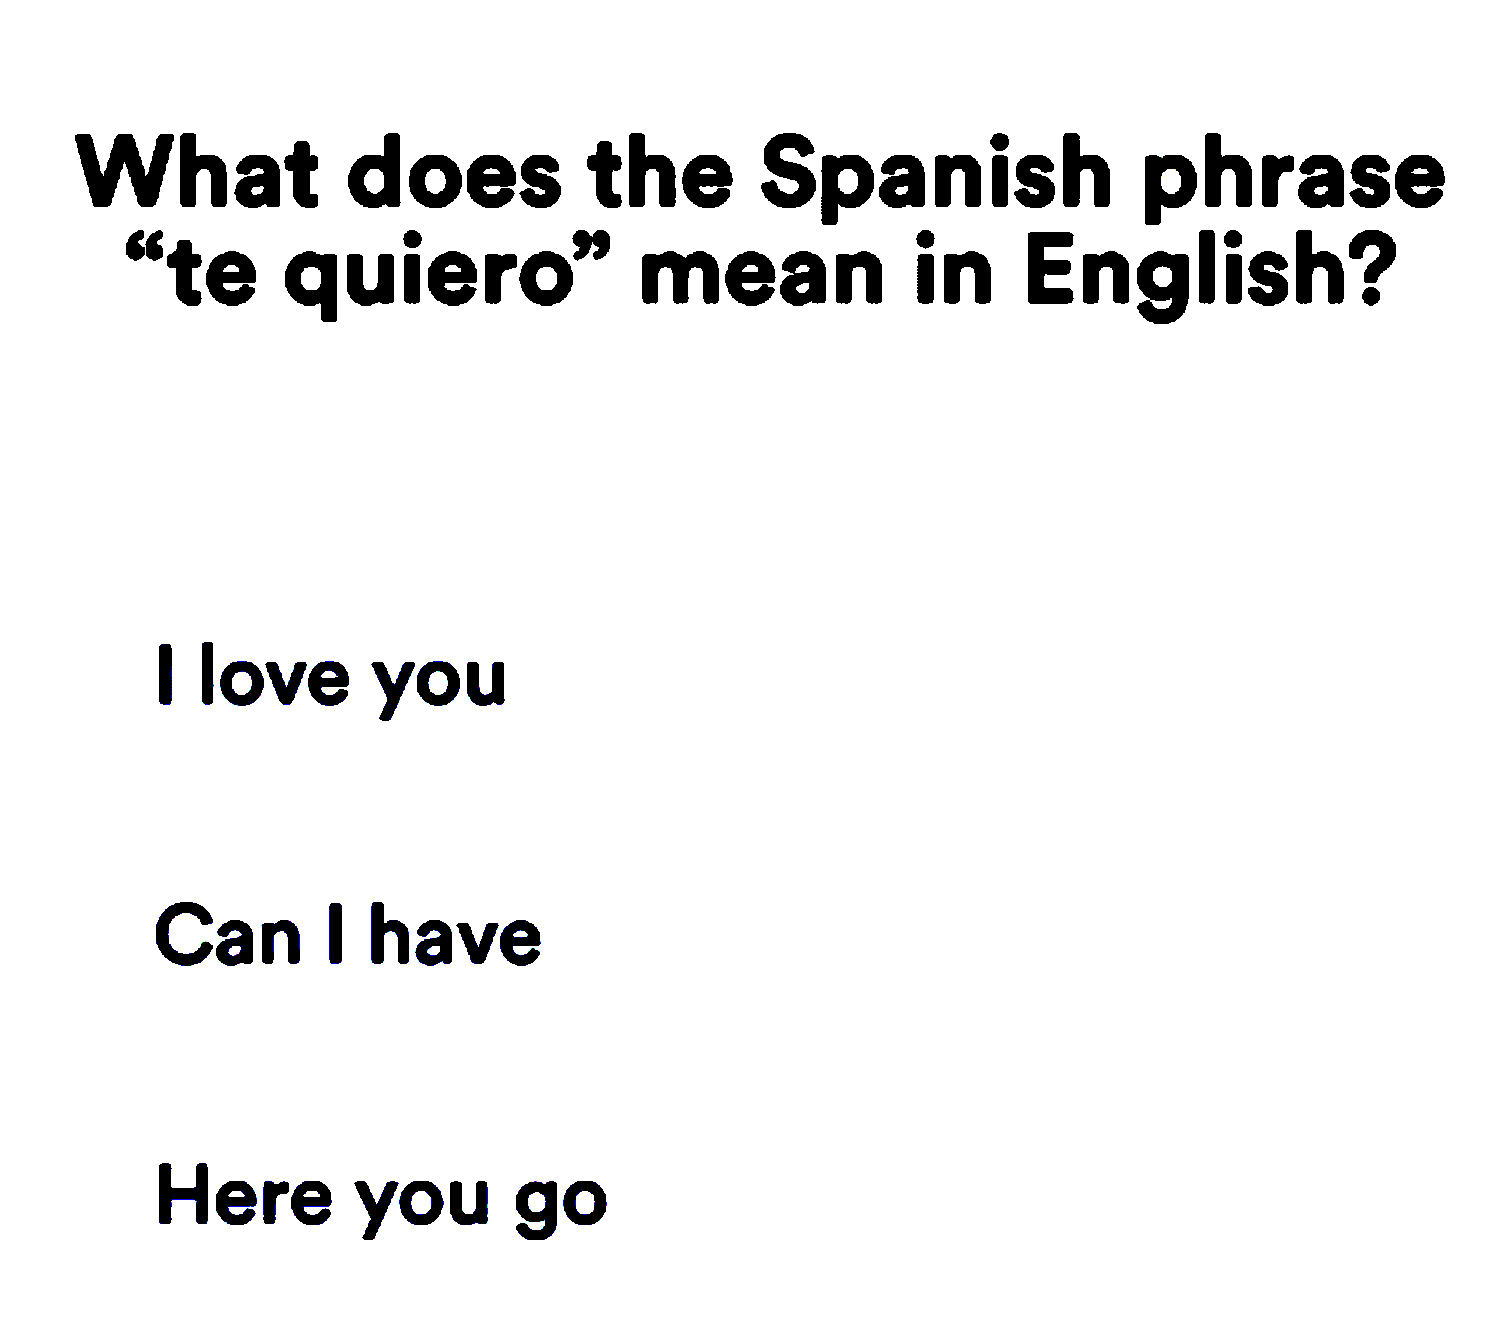 What does the Spanish phrase
“te quiero” mean in English?
I love you
Can I have
Here you go